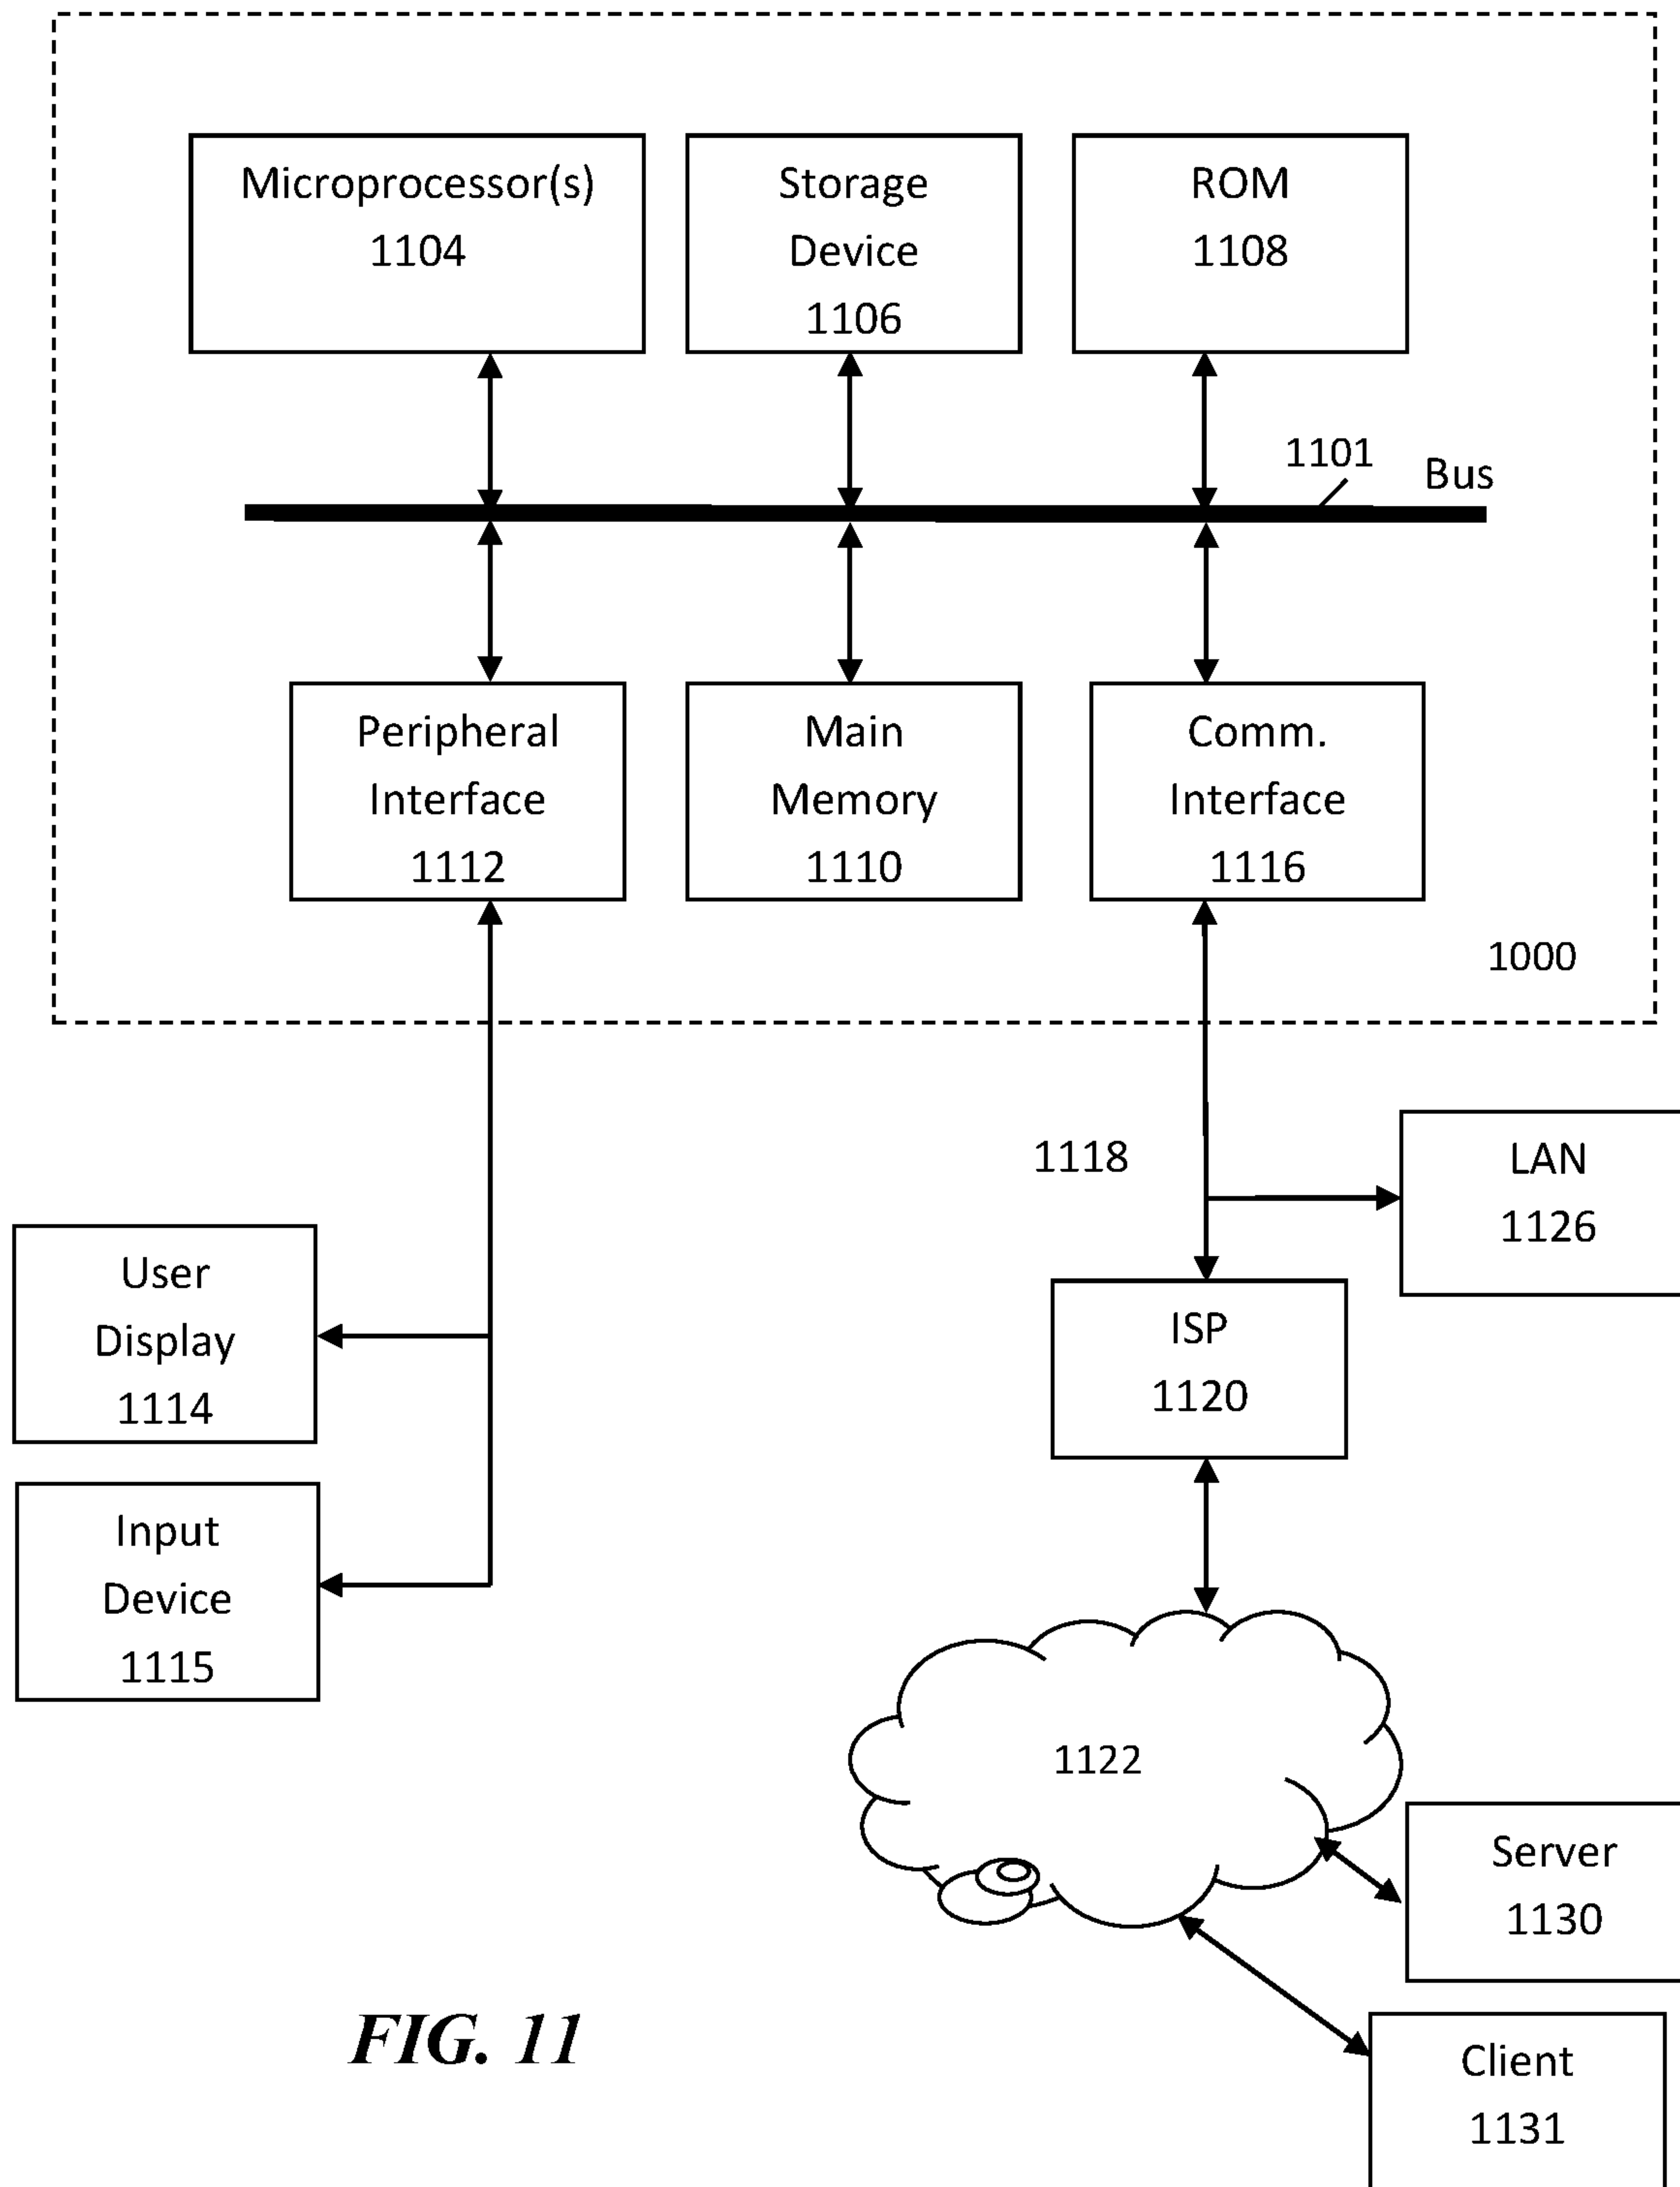 Microprocessor(s)
1104
Storage
Device
1106
ROM
1108
1101
Bus
Peripheral
Interface
1112
Main
Memory
1110
Comm.
Interface
1116
1000
1118
LAN
1126
User
Display
1114
ISP
1120
Input
Device
1115
1122
Server
1130
FIG. 11
Client
1131